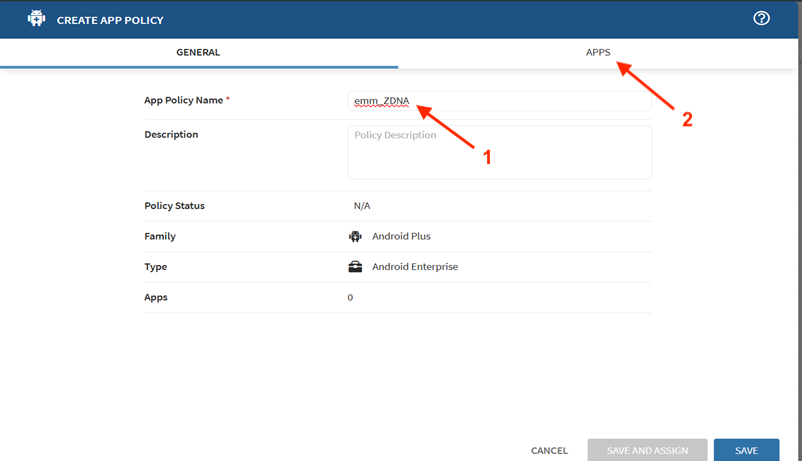 CREATE APP POLICY
GENERAL
APPS
App Policy Name *
emm_ZDNA
2
Description
Policy Description
1
Policy Status
N/A
Family
Android Plus
Type
Android Enterprise
Apps
0
CANCEL
SAVE AND ASSIGN
SAVE